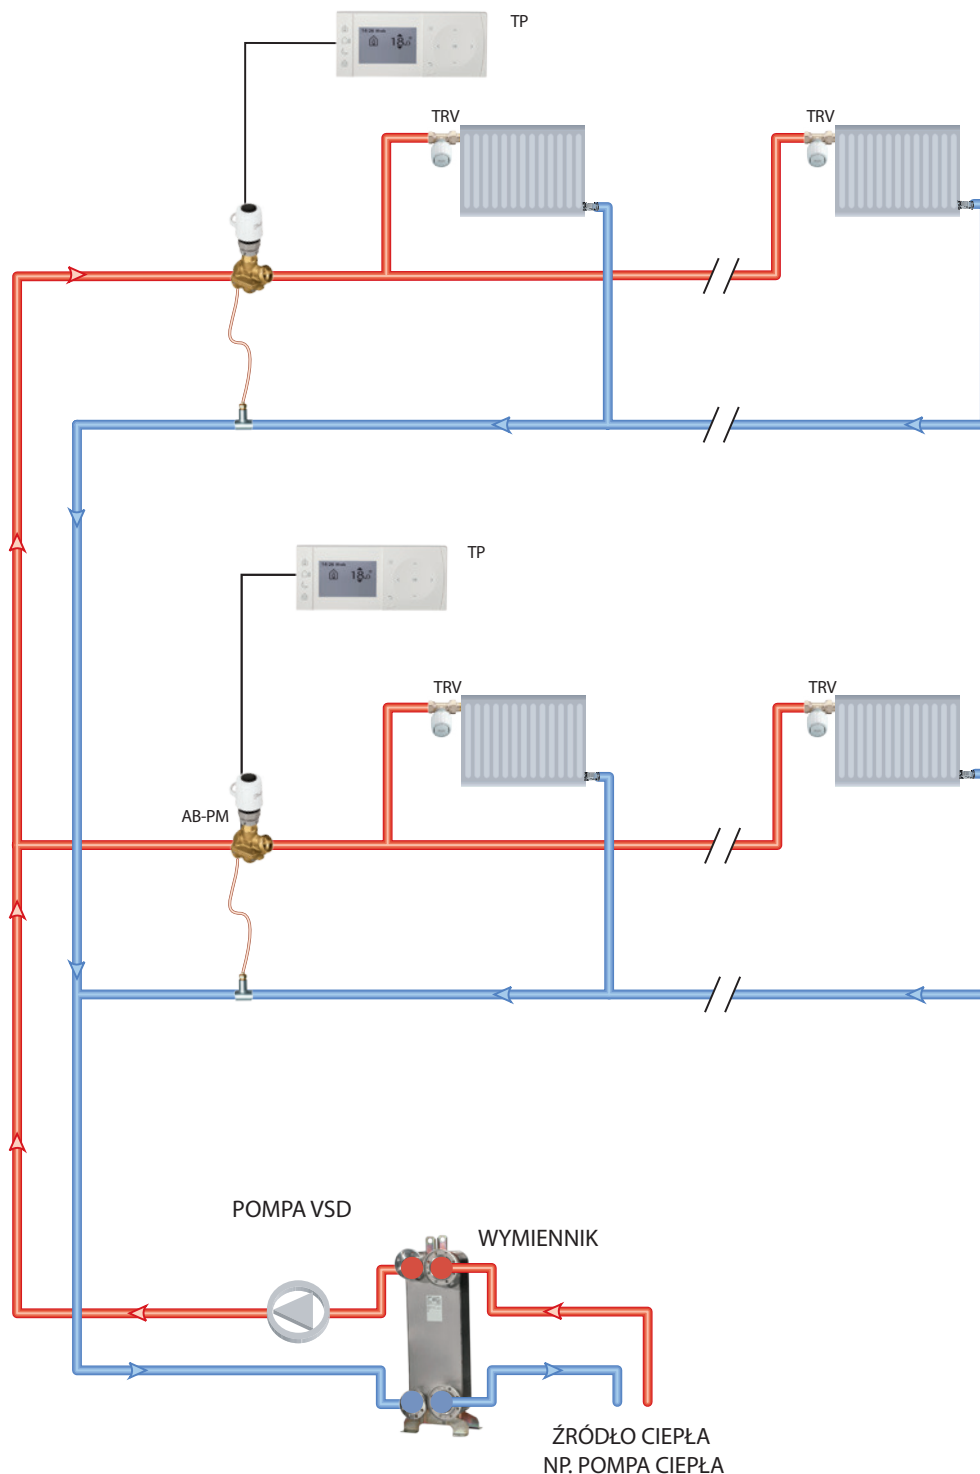 TP
TRV
TRV
TP
TRV
TRV
AB-PM
POMPA VSD
WYMIENNIK
ŹRÓDŁO CIEPŁA
NP. POMPA CIEPŁA